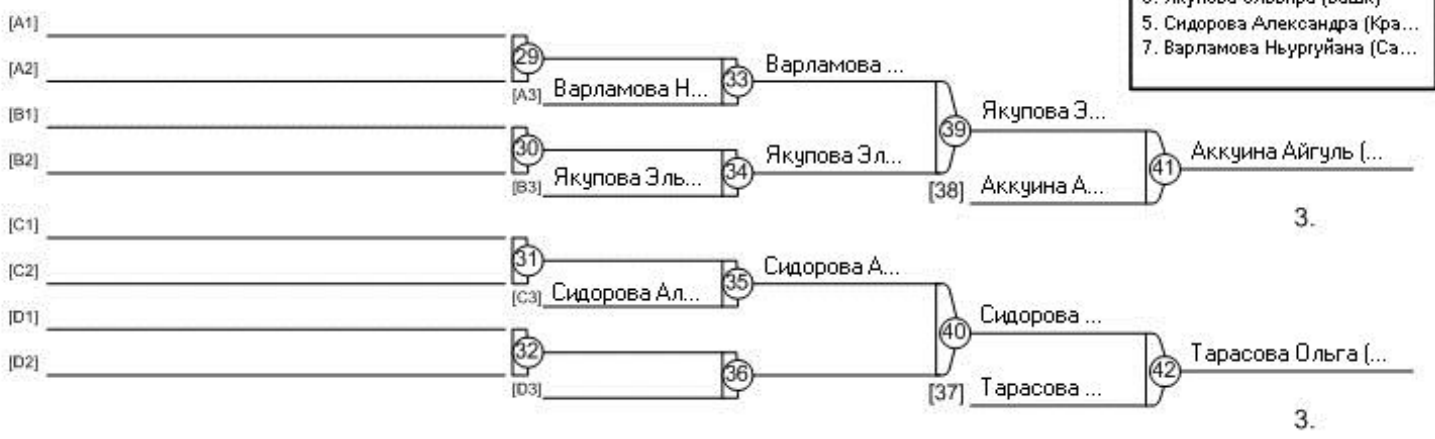 5. Сидорова Александра (Кра...
7. Варламова Ньургуйана (Са...
[A1]
[A2]
29
[A3] Варламова Н...
33
Варламова ...
[B1]
[B2]
30
[B3] Якупова Эль...
34
Якупова Эл...
39
Якупова Э...
[38] Аккуина А...
41
Аккуина Айгуль (...
3.
[C1]
[C2]
31
[C3] Сидорова Ал...
35
Сидорова А...
[D1]
[D2]
32
[D3]
36
40
Сидорова ...
[37] Тарасова ...
42
Тарасова Ольга (...
3.